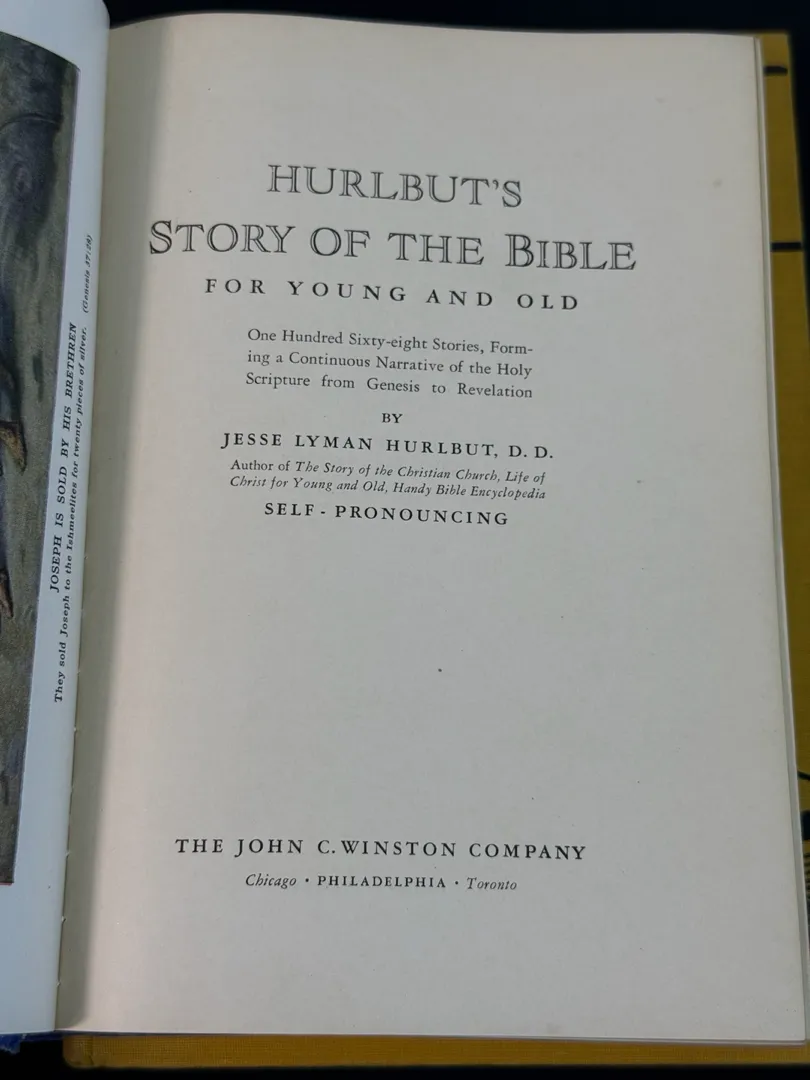 JOSEPH IS SOLD BY HIS BRETHREN
They sold Joseph to the Ishmeelites for twenty pieces of silver. (Genesis 37:28)
HURLBUT'S
STORY OF THE BIBLE
FOR YOUNG AND OLD
One Hundred Sixty-eight Stories, Form-
ing a Continuous Narrative of the Holy
Scripture from Genesis to Revelation
BY
JESSE LYMAN HURLBUT, D. D.
Author of The Story of the Christian Church, Life of
Christ for Young and Old, Handy Bible Encyclopedia
SELF - PRONOUNCING
THE JOHN C. WINSTON COMPANY
Chicago • PHILADELPHIA • Toronto